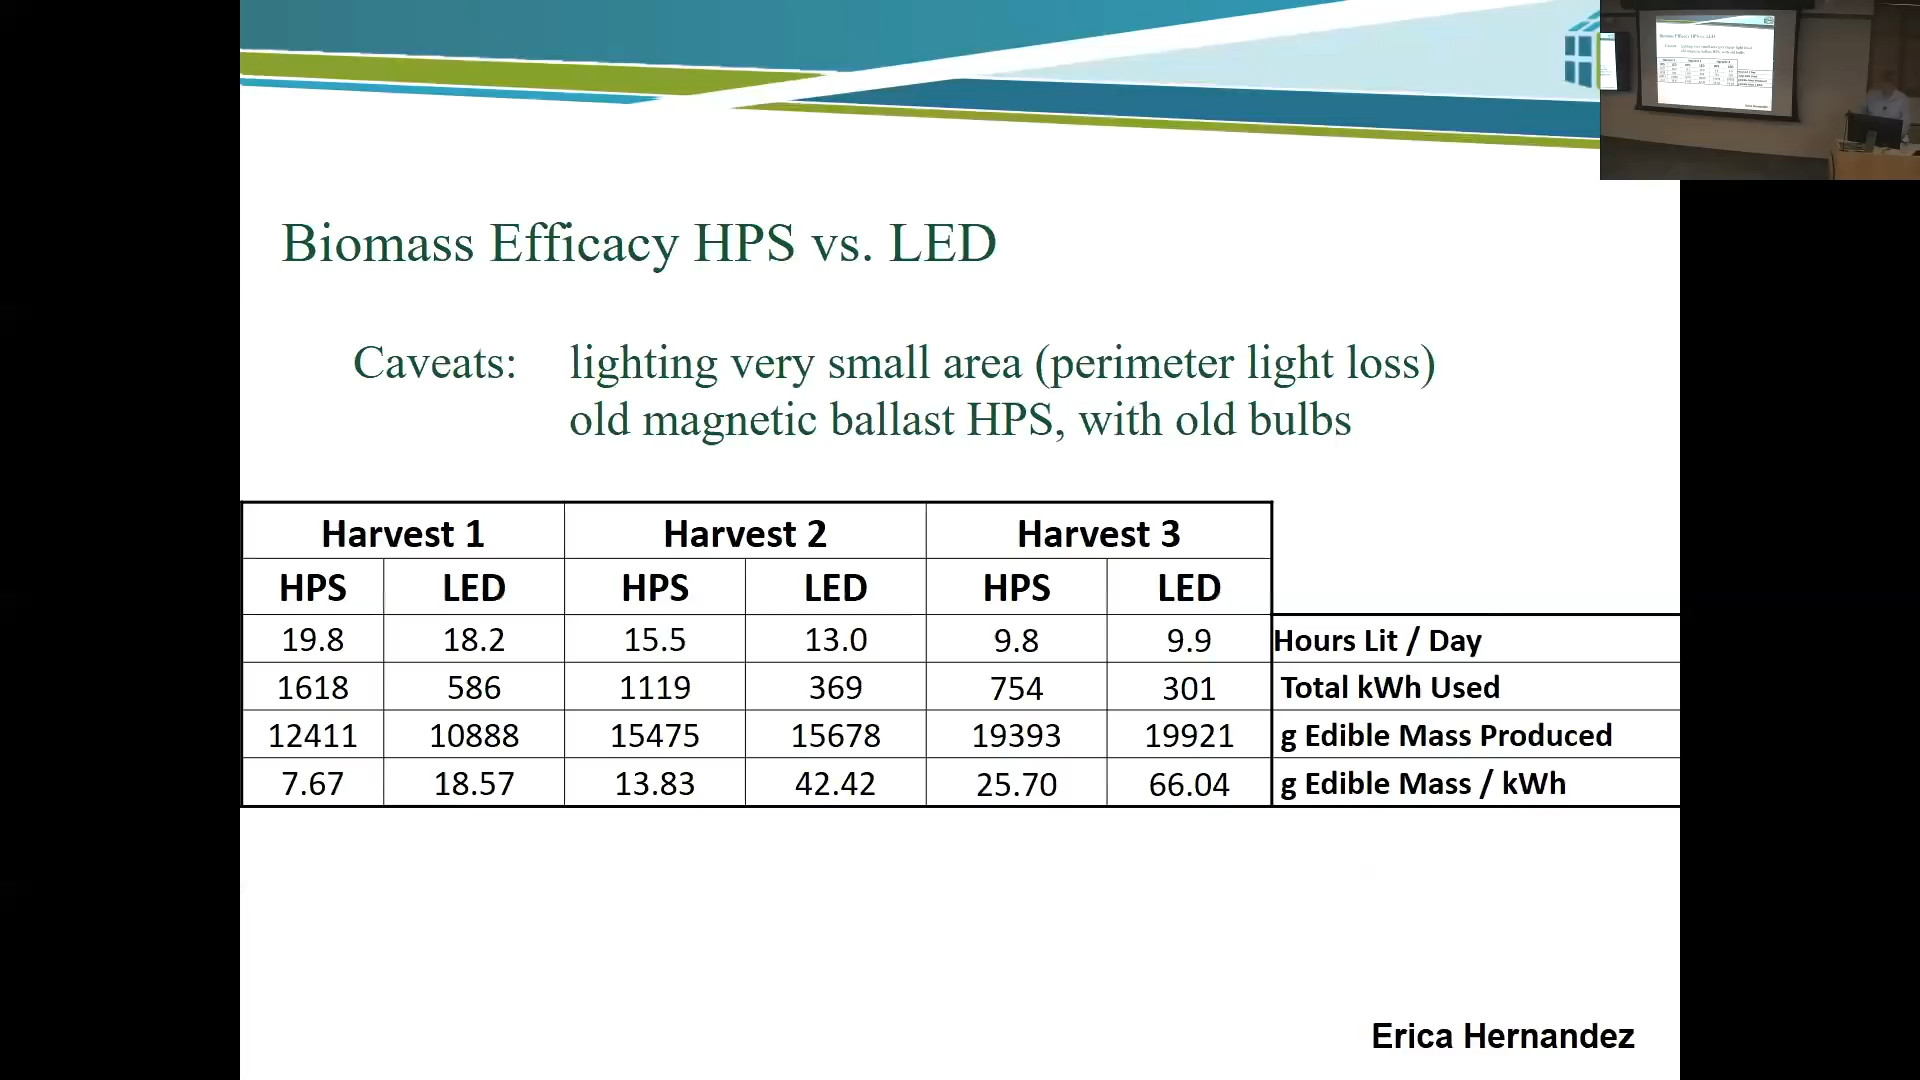 Biomass Efficacy HPS vs. LED
Caveats: lighting very small area (perimeter light loss)
old magnetic ballast HPS, with old bulbs
Harvest 1 Harvest 2 Harvest 3
HPS LED HPS LED HPS LED
19.8 18.2 15.5 13.0 9.8 9.9 Hours Lit / Day
1618 586 1119 369 754 301 Total kWh Used
12411 10888 15475 15678 19393 19921 g Edible Mass Produced
7.67 18.57 13.83 42.42 25.70 66.04 g Edible Mass / kWh
Erica Hernandez